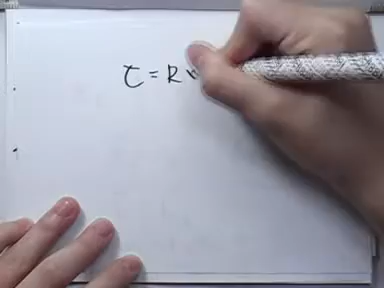 τ = R